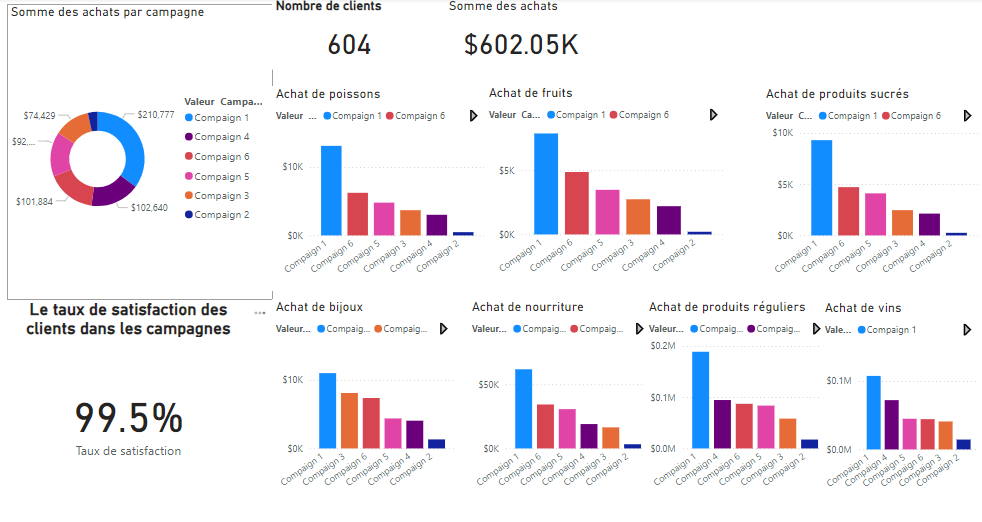 Somme des achats par campagne
$74,429
$210,777
$92,...
$101,884
$102,640
Valeur Campa...
Compaign 1
Compaign 4
Compaign 6
Compaign 5
Compaign 3
Compaign 2
Nombre de clients
604
Somme des achats
$602.05K
Achat de poissons
Valeur ... Compaign 1 Compaign 6
$10K
$0K
Compaign 1
Compaign 6
Compaign 5
Compaign 3
Compaign 4
Compaign 2
Achat de fruits
Valeur Ca... Compaign 1 Compaign 6
$5K
$0K
Compaign 1
Compaign 6
Compaign 5
Compaign 3
Compaign 4
Compaign 2
Achat de produits sucrés
Valeur C... Compaign 1 Compaign 6
$10K
$5K
$0K
Compaign 1
Compaign 6
Compaign 5
Compaign 3
Compaign 4
Compaign 2
Le taux de satisfaction des
clients dans les campagnes
...
99.5%
Taux de satisfaction
Achat de bijoux
Valeur... Compaig... Compaig...
$10K
$0K
Compaign 1
Compaign 3
Compaign 6
Compaign 5
Compaign 4
Compaign 2
Achat de nourriture
Valeur... Compaig... Compaig...
$50K
$0K
Compaign 1
Compaign 6
Compaign 5
Compaign 4
Compaign 3
Compaign 2
Achat de produits réguliers
Valeur... Compaig... Compaig...
$0.2M
$0.1M
$0.0M
Compaign 1
Compaign 4
Compaign 6
Compaign 5
Compaign 3
Compaign 2
Achat de vins
Vale... Compaign 1
$0.1M
$0.0M
Compaign 1
Compaign 4
Compaign 5
Compaign 6
Compaign 3
Compaign 2